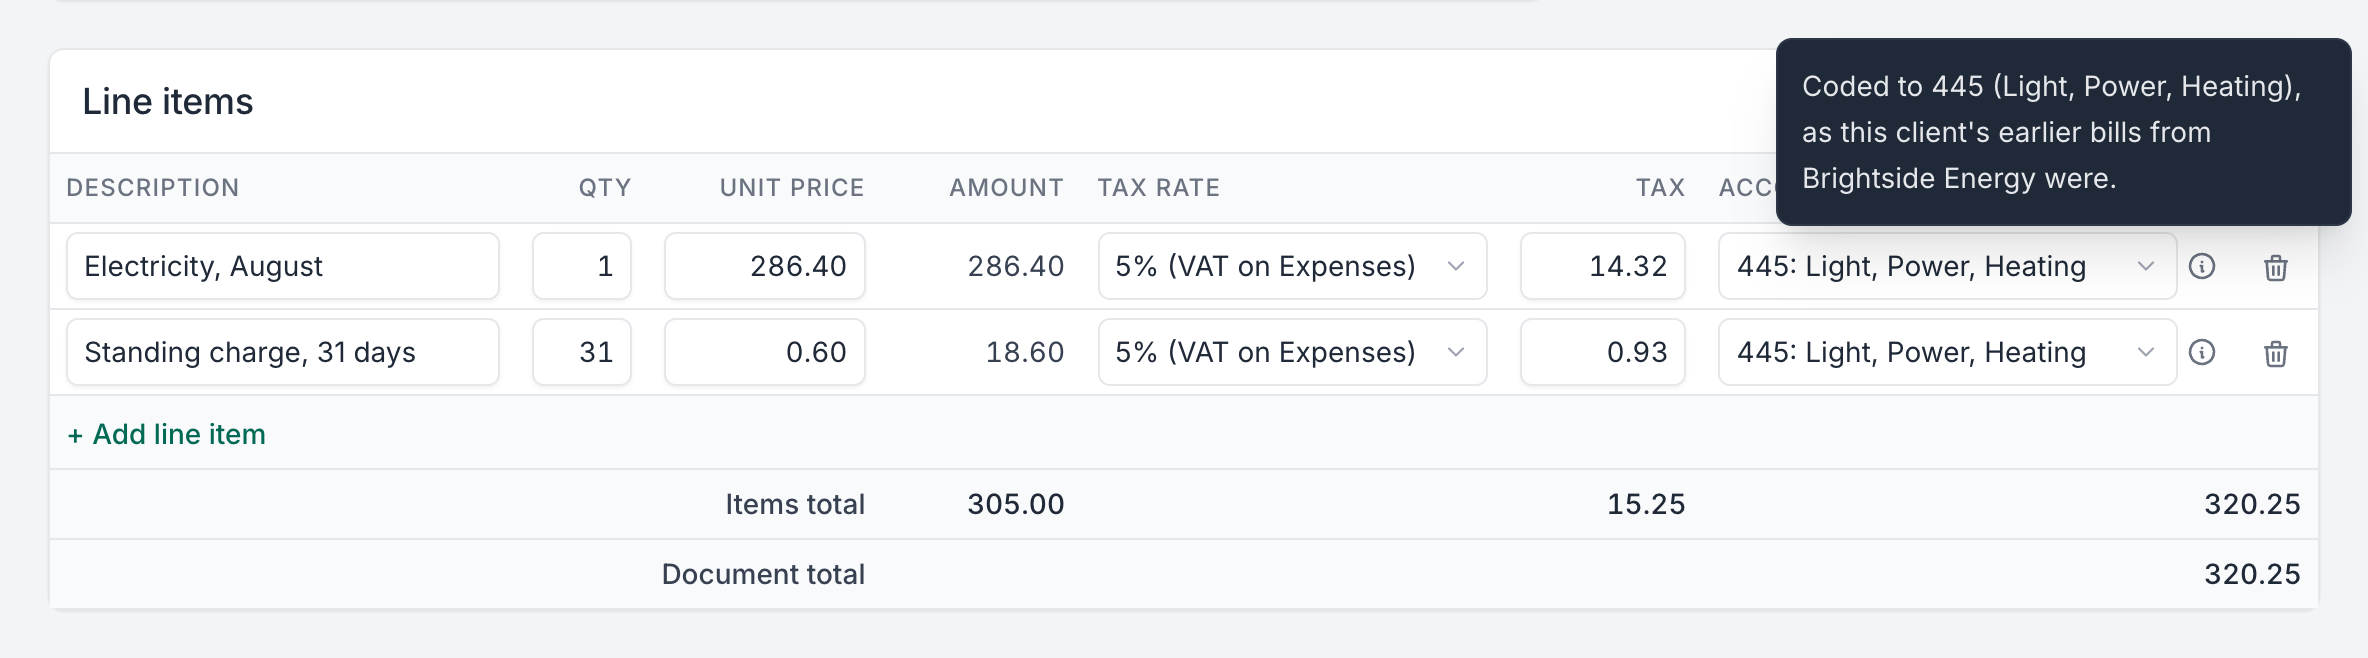 Line items
Coded to 445 (Light, Power, Heating),
as this client's earlier bills from
Brightside Energy were.
DESCRIPTION QTY UNIT PRICE AMOUNT TAX RATE TAX ACC
Electricity, August 1 286.40 286.40 5% (VAT on Expenses) 14.32 445: Light, Power, Heating
Standing charge, 31 days 31 0.60 18.60 5% (VAT on Expenses) 0.93 445: Light, Power, Heating
+ Add line item
Items total 305.00 15.25 320.25
Document total 320.25